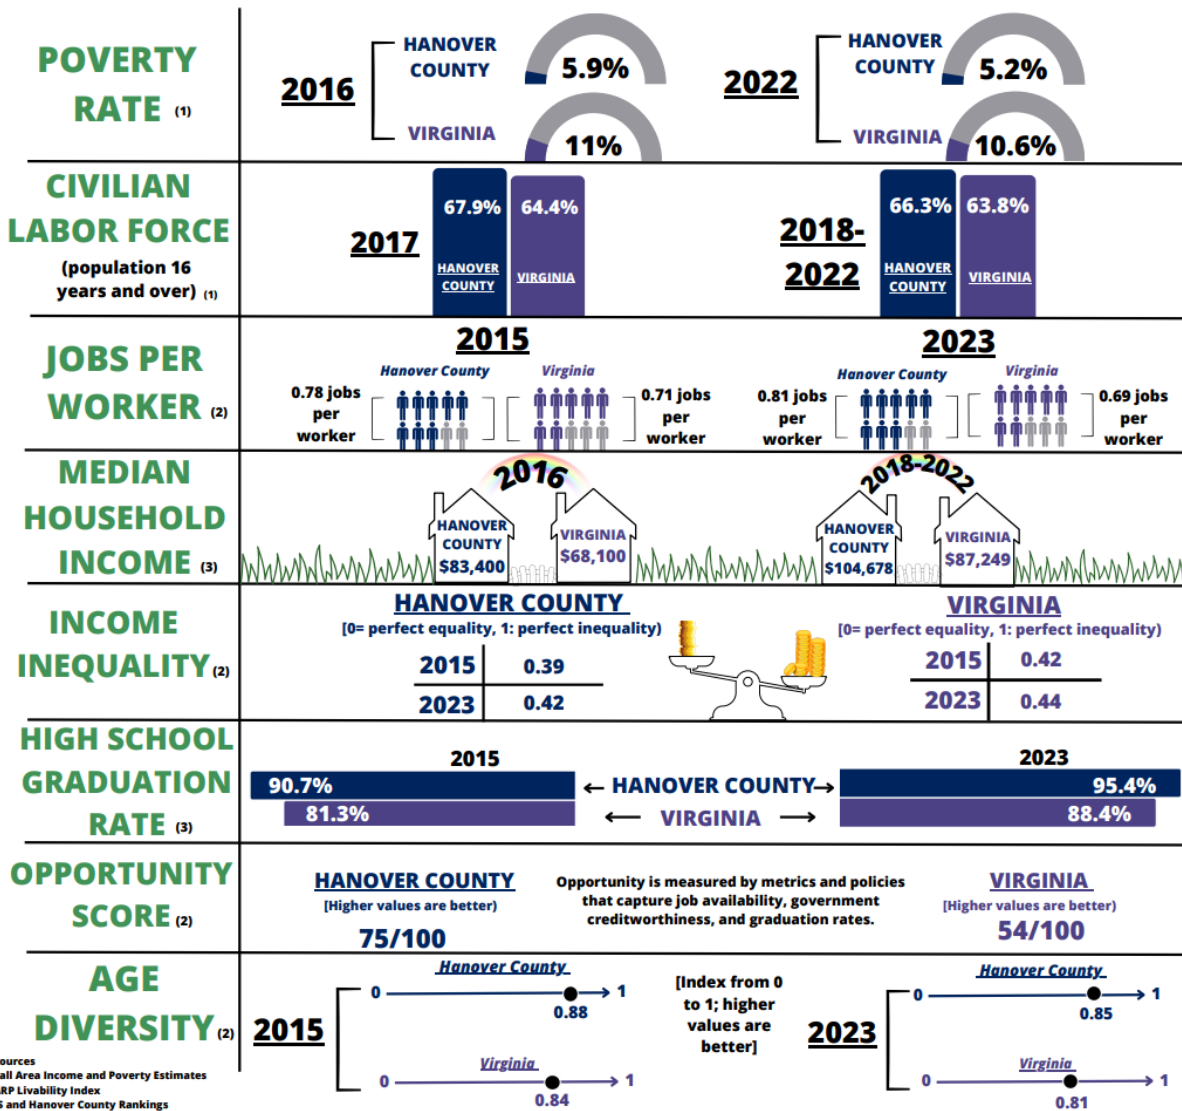 POVERTY
RATE (1)
2016
HANOVER
COUNTY
5.9%
VIRGINIA
11%
2022
HANOVER
COUNTY
5.2%
VIRGINIA
10.6%
CIVILIAN
LABOR FORCE
(population 16
years and over) (1)
2017
67.9%
HANOVER
COUNTY
64.4%
VIRGINIA
2018-
2022
66.3%
HANOVER
COUNTY
63.8%
VIRGINIA
JOBS PER
WORKER (2)
2015
Hanover County
Virginia
0.78 jobs
per
worker
0.71 jobs
per
worker
2023
Hanover County
Virginia
0.81 jobs
per
worker
0.69 jobs
per
worker
MEDIAN
HOUSEHOLD
INCOME (3)
2016
HANOVER
COUNTY
$83,400
VIRGINIA
$68,100
2018-2022
HANOVER
COUNTY
$104,678
VIRGINIA
$87,249
INCOME
INEQUALITY (2)
HANOVER COUNTY
[0= perfect equality, 1: perfect inequality)
2015 0.39
2023 0.42
VIRGINIA
[0= perfect equality, 1: perfect inequality)
2015 0.42
2023 0.44
HIGH SCHOOL
GRADUATION
RATE (3)
2015
90.7%
81.3%
← HANOVER COUNTY→
← VIRGINIA →
2023
95.4%
88.4%
OPPORTUNITY
SCORE (2)
HANOVER COUNTY
[Higher values are better)
75/100
Opportunity is measured by metrics and policies
that capture job availability, government
creditworthiness, and graduation rates.
VIRGINIA
[Higher values are better)
54/100
AGE
DIVERSITY (2)
2015
Hanover County
0 1
0.88
Virginia
0 1
0.84
[Index from 0
to 1; higher
values are
better]
2023
Hanover County
0 1
0.85
Virginia
0 1
0.81
ources
all Area Income and Poverty Estimates
RP Livability Index
S and Hanover County Rankings